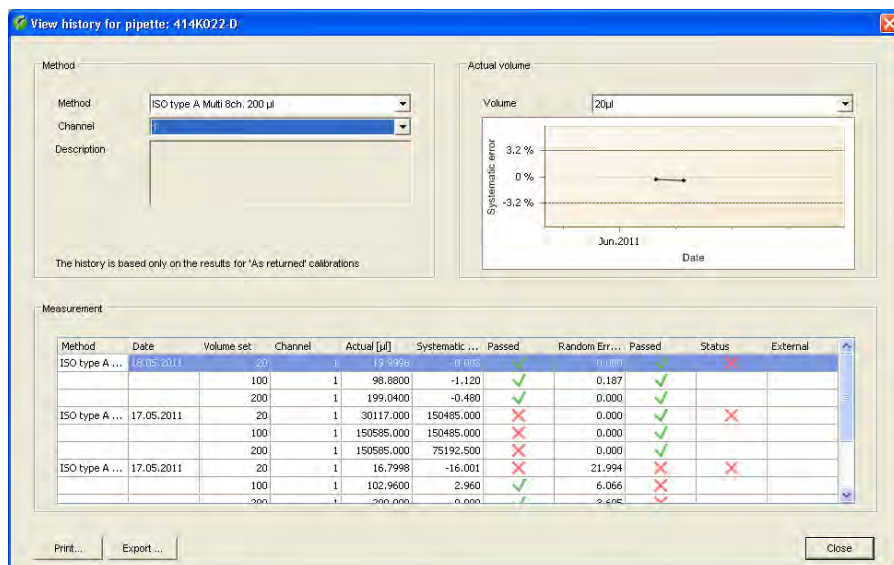 View history for pipette: 414K022-D
Method
Method ISO type A Multi 8ch. 200 µl
Channel 1
Description
The history is based only on the results for 'As returned' calibrations
Actual volume
Volume 20µl
Systematic error
3.2 %
0 %
-3.2 %
Jun.2011
Date
Measurement
Method Date Volume set Channel Actual [µl] Systematic ... Passed Random Err... Passed Status External
ISO type A ... 18.05.2011 20 1 19.9998 0.000
100 1 98.8800 -1.120 0.187
200 1 199.0400 -0.480 0.000
ISO type A ... 17.05.2011 20 1 30117.000 150485.000 0.000
100 1 150585.000 150485.000 0.000
200 1 150585.000 75192.500 0.000
ISO type A ... 17.05.2011 20 1 16.7998 -16.001 21.994
100 1 102.9600 2.960 6.066
200 1 200.000 0.000 3.605
Print... Export ... Close